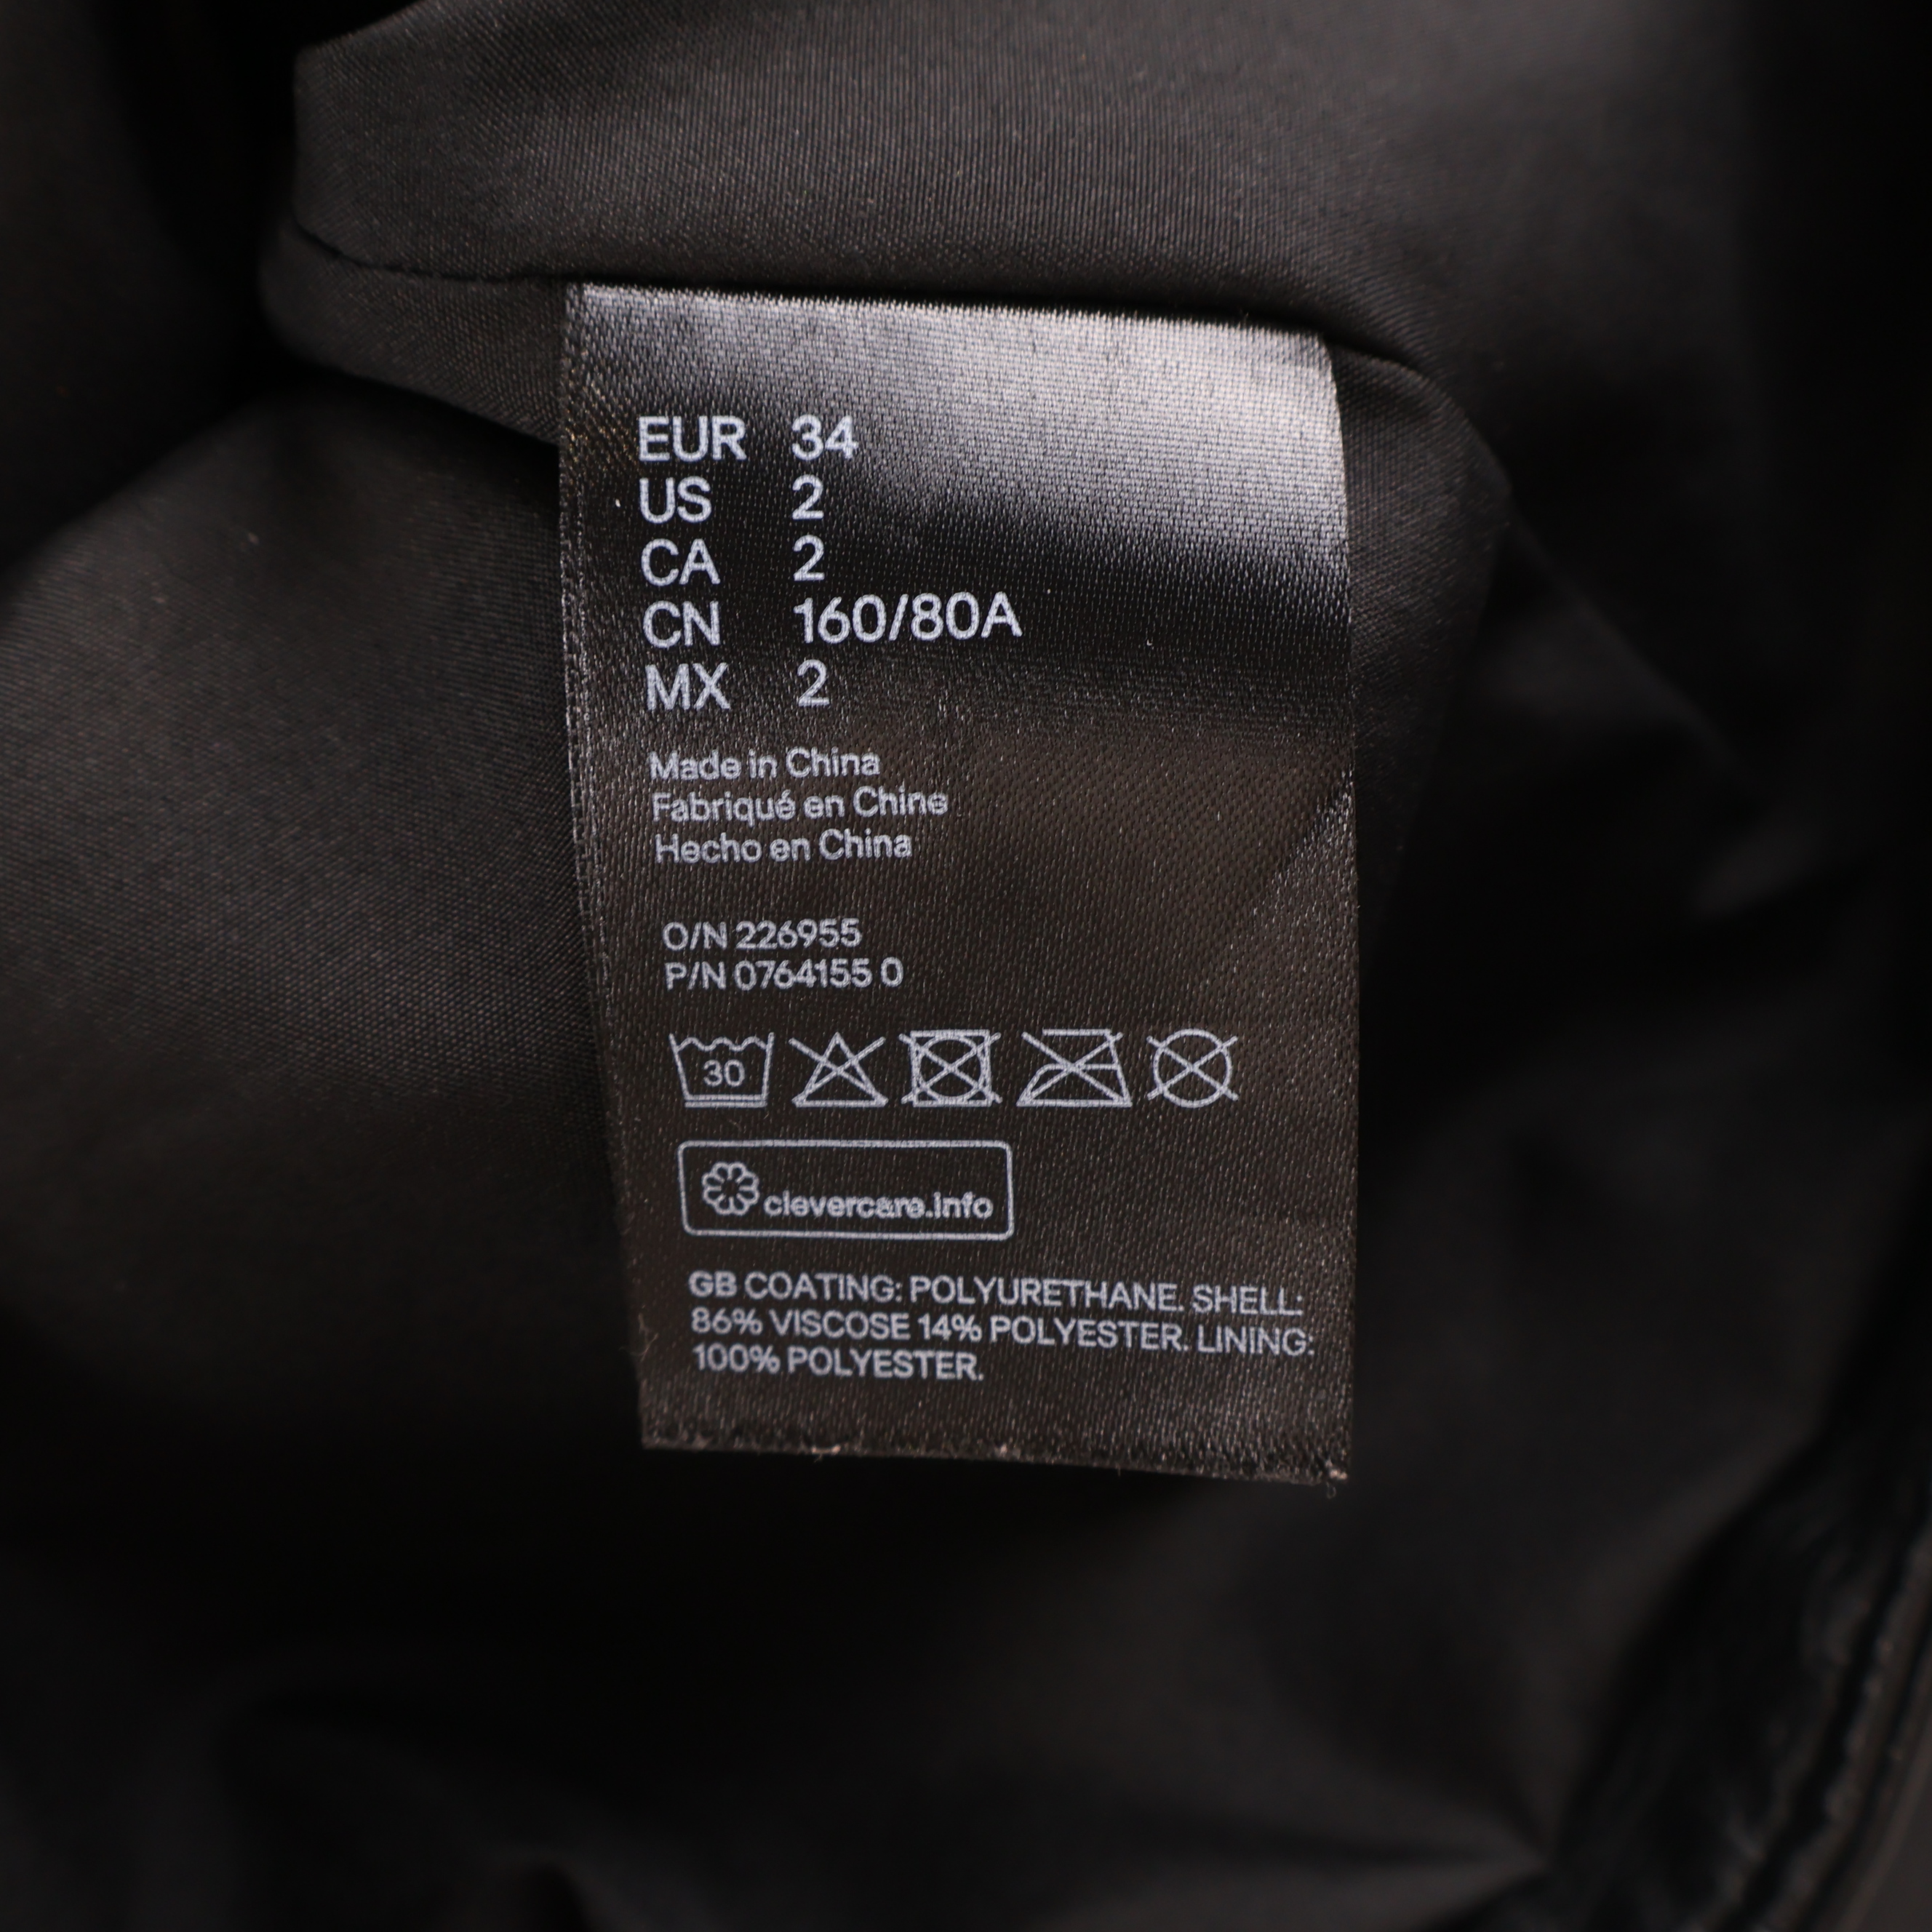 EUR 34
US 2
CA 2
CN 160/80A
MX 2
Made in China
Fabriqué en Chine
Hecho en China
O/N 226955
P/N 0764155 0
30
clevercare.info
GB COATING: POLYURETHANE. SHELL:
86% VISCOSE 14% POLYESTER. LINING:
100% POLYESTER.